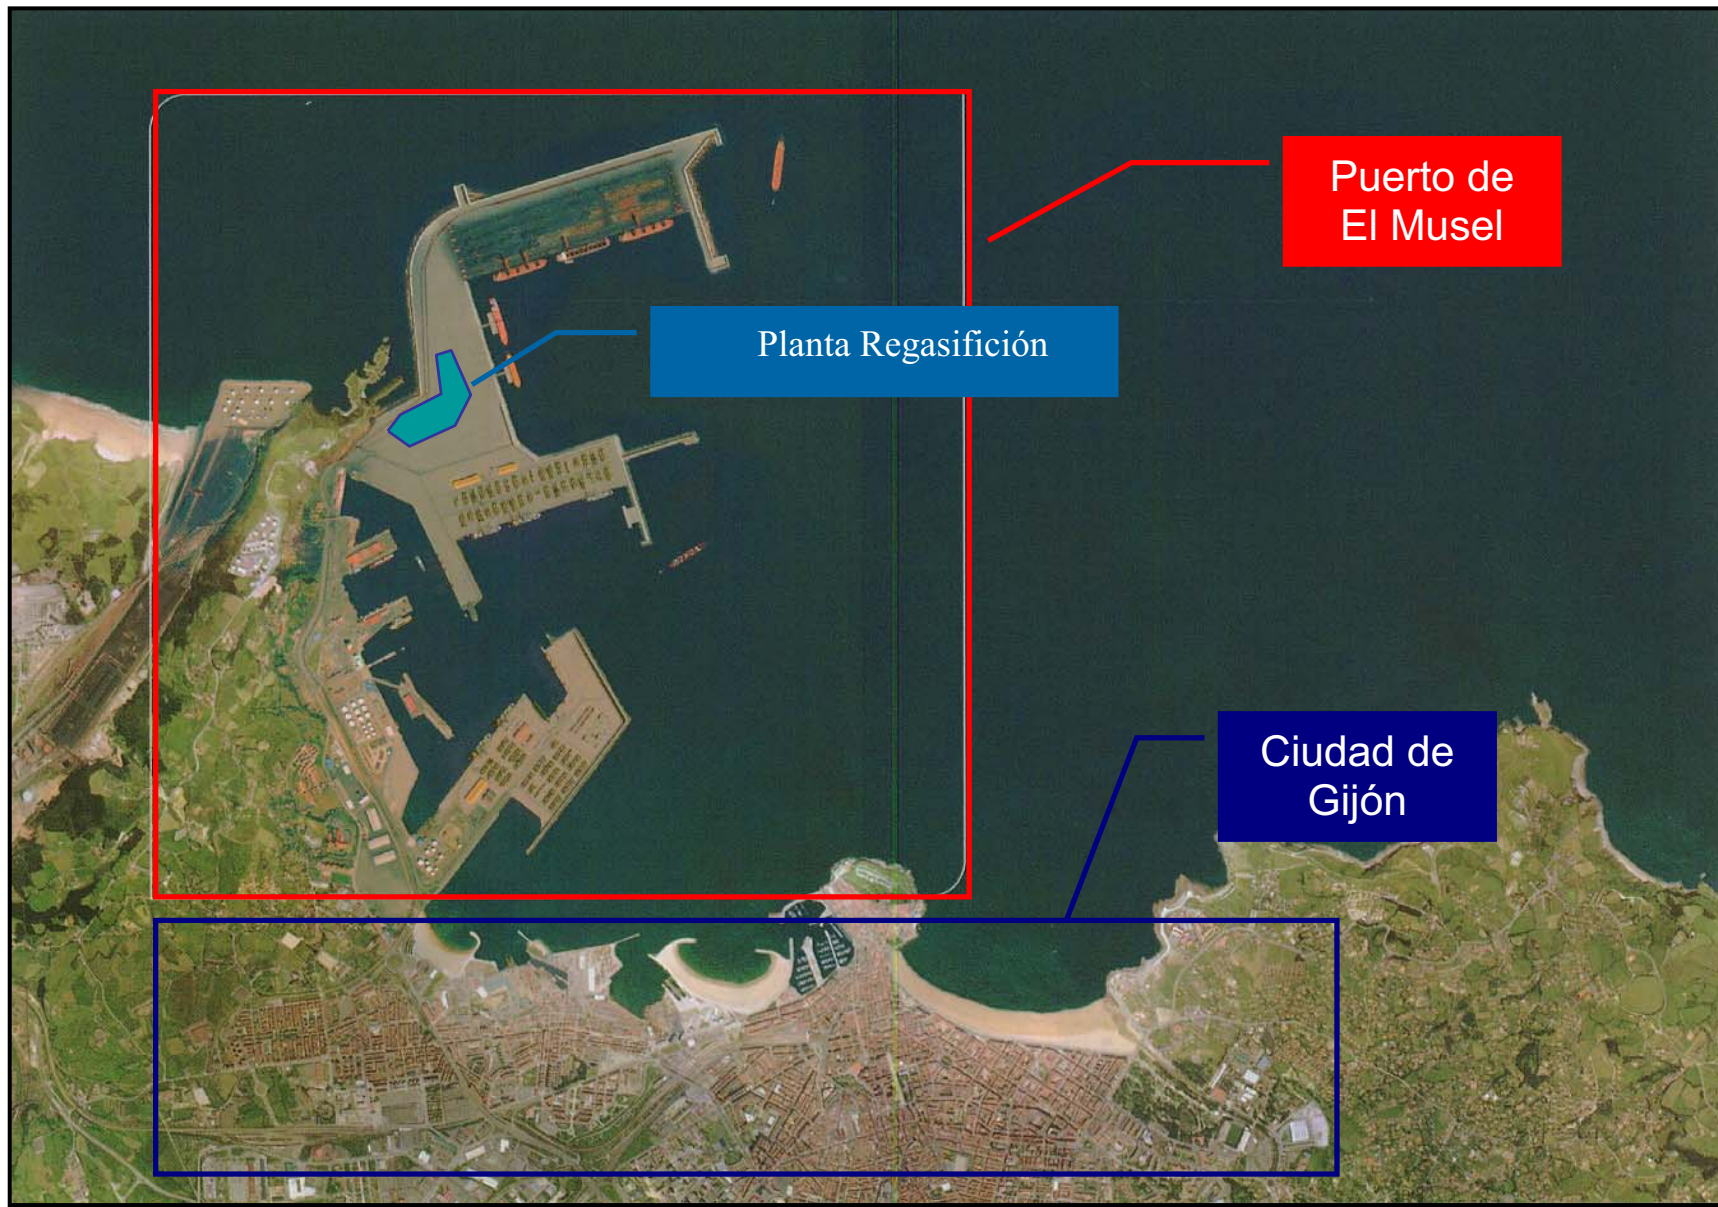 Puerto de
El Musel
Planta Regasifición
Ciudad de
Gijón